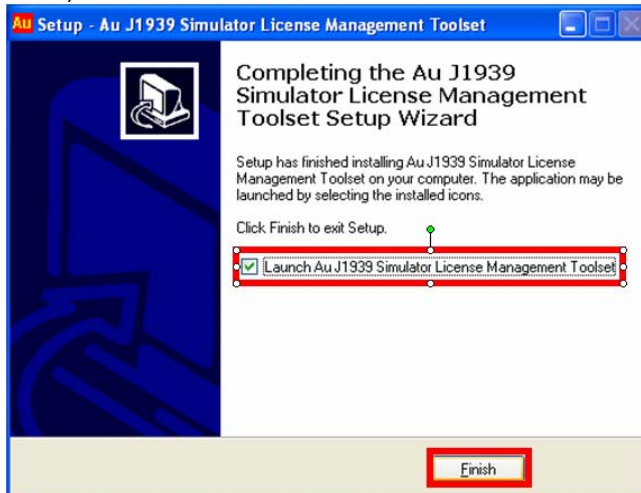 Au Setup - Au J1939 Simulator License Management Toolset
Completing the Au J1939
Simulator License Management
Toolset Setup Wizard
Setup has finished installing Au J1939 Simulator License
Management Toolset on your computer. The application may be
launched by selecting the installed icons.
Click Finish to exit Setup.
Launch Au J1939 Simulator License Management Toolset
Finish